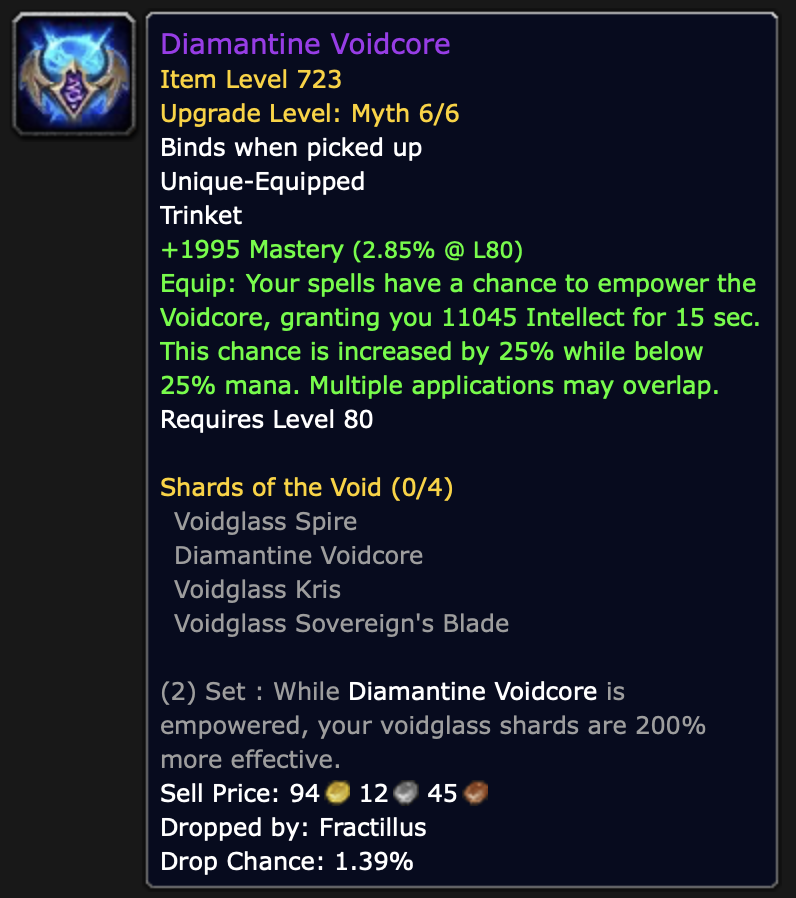 Diamantine Voidcore
Item Level 723
Upgrade Level: Myth 6/6
Binds when picked up
Unique-Equipped
Trinket
+1995 Mastery (2.85% @ L80)
Equip: Your spells have a chance to empower the
Voidcore, granting you 11045 Intellect for 15 sec.
This chance is increased by 25% while below
25% mana. Multiple applications may overlap.
Requires Level 80
Shards of the Void (0/4)
Voidglass Spire
Diamantine Voidcore
Voidglass Kris
Voidglass Sovereign's Blade
(2) Set : While Diamantine Voidcore is
empowered, your voidglass shards are 200%
more effective.
Sell Price: 94 12 45
Dropped by: Fractillus
Drop Chance: 1.39%